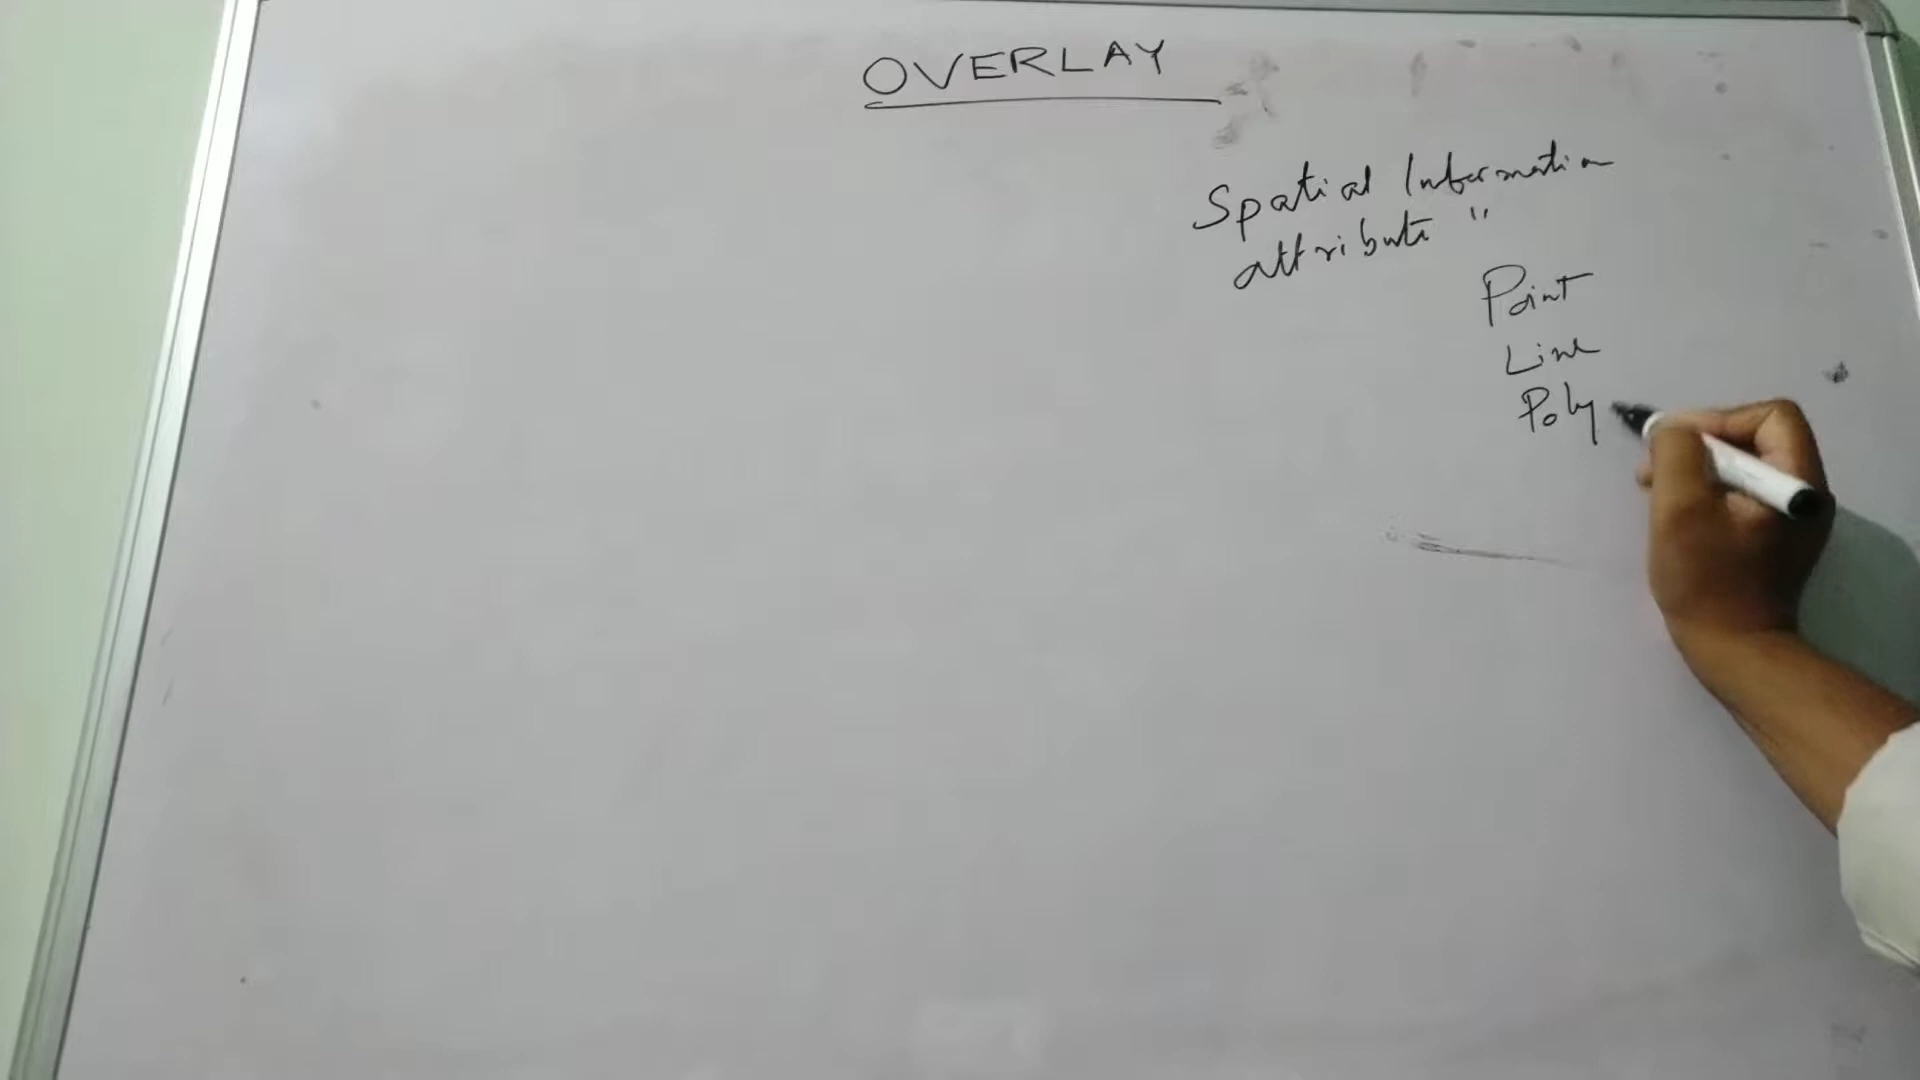 OVERLAY
Spatial Information
attribute "
Point
Line
Poly